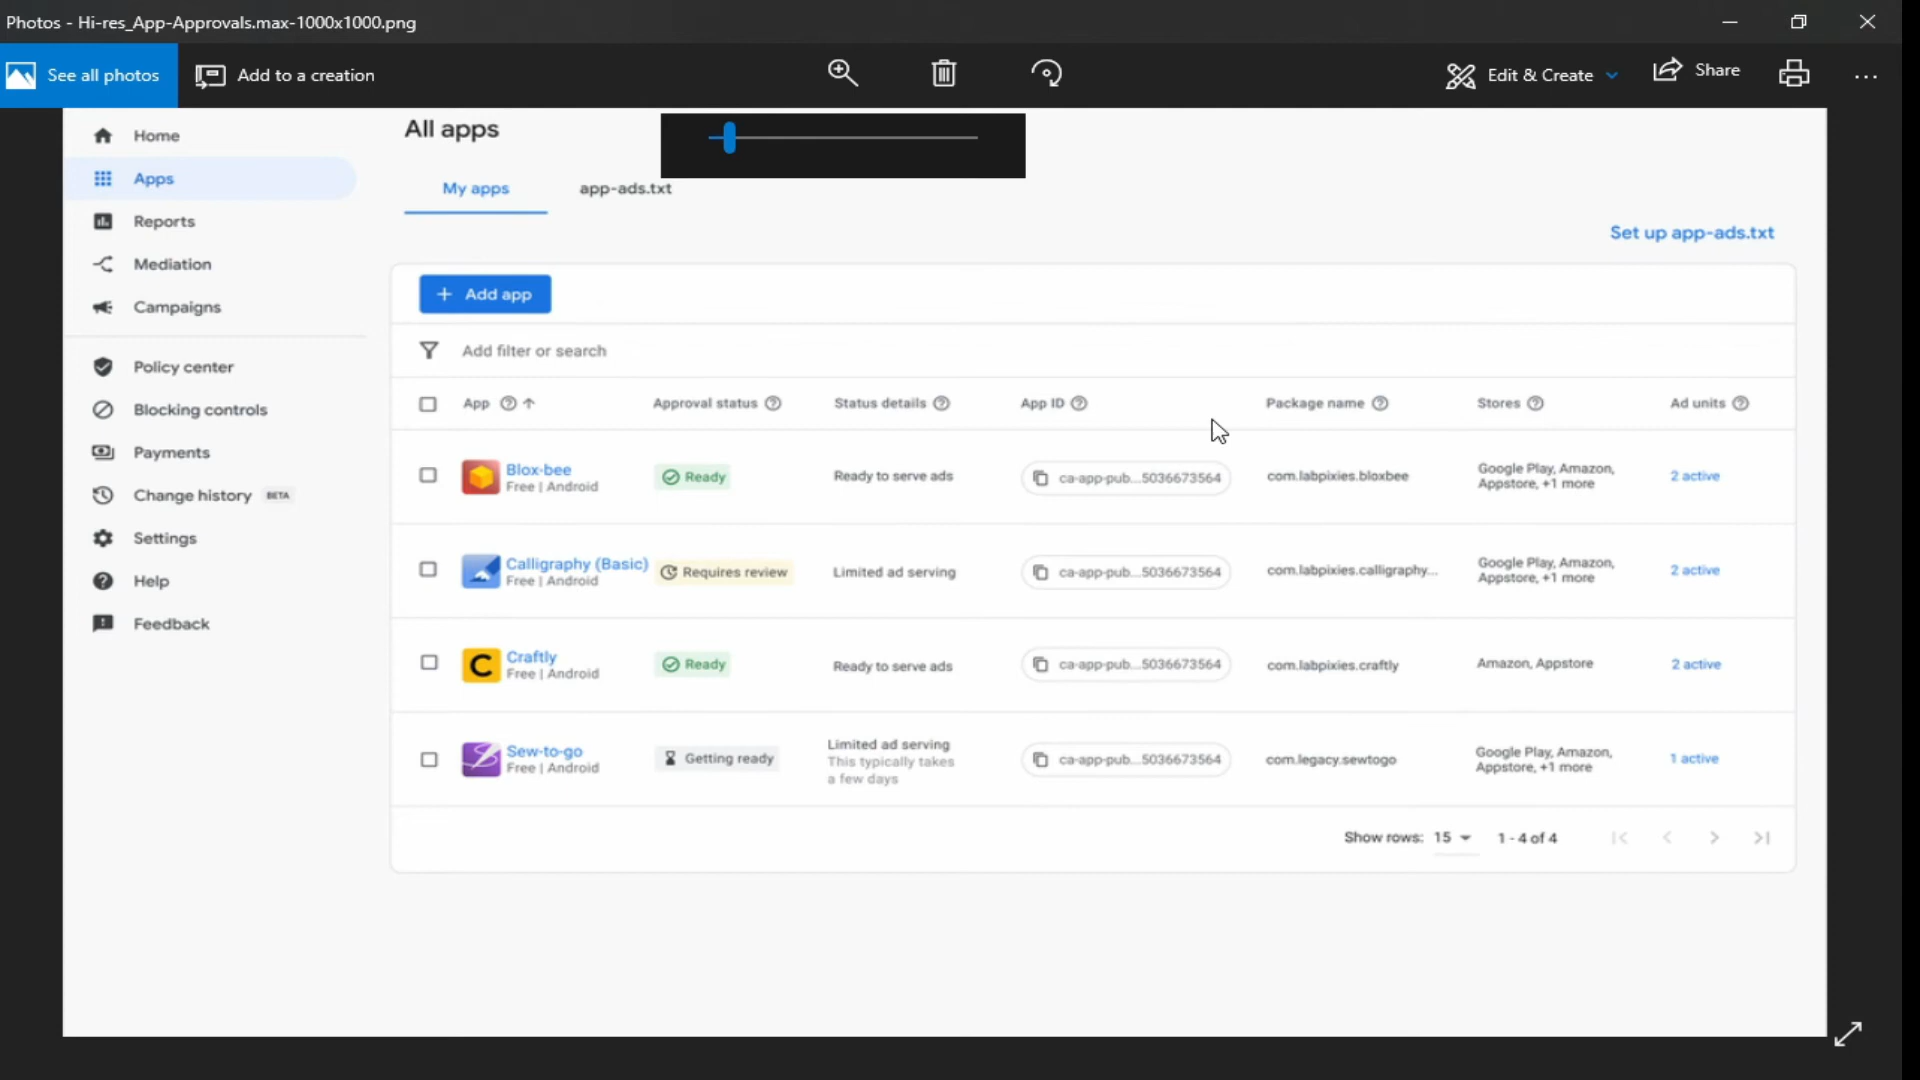 Photos - Hi-res_App-Approvals.max-1000x1000.png
See all photos
Add to a creation
Edit & Create
Share
Home
Apps
Reports
Mediation
Campaigns
Policy center
Blocking controls
Payments
Change history BETA
Settings
Help
Feedback
All apps
My apps app-ads.txt
Set up app-ads.txt
+ Add app
Add filter or search
App Approval status Status details App ID Package name Stores Ad units
Blox-bee
Free | Android
Ready
Ready to serve ads
ca-app-pub...5036673564
com.labpixies.bloxbee
Google Play, Amazon,
Appstore, +1 more
2 active
Calligraphy (Basic)
Free | Android
Requires review
Limited ad serving
ca-app-pub...5036673564
com.labpixies.calligraphy...
Google Play, Amazon,
Appstore, +1 more
2 active
C
Craftly
Free | Android
Ready
Ready to serve ads
ca-app-pub...5036673564
com.labpixies.craftly
Amazon, Appstore
2 active
Sew-to-go
Free | Android
Getting ready
Limited ad serving
This typically takes
a few days
ca-app-pub...5036673564
com.legacy.sewtogo
Google Play, Amazon,
Appstore, +1 more
1 active
Show rows: 15 1 - 4 of 4